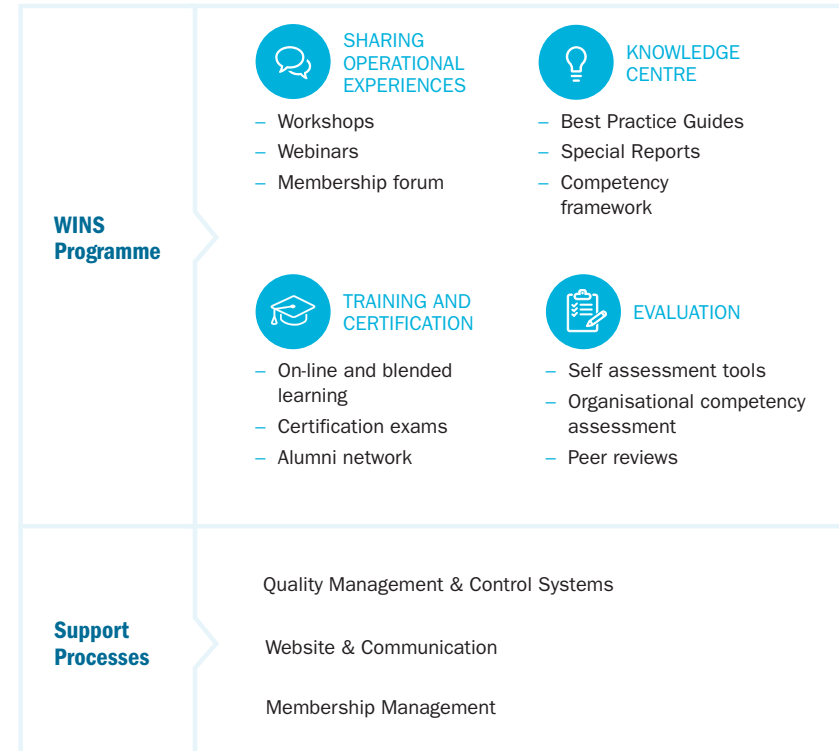 WINS
Programme
SHARING
OPERATIONAL
EXPERIENCES
– Workshops
– Webinars
– Membership forum
KNOWLEDGE
CENTRE
– Best Practice Guides
– Special Reports
– Competency
framework
TRAINING AND
CERTIFICATION
– On-line and blended
learning
– Certification exams
– Alumni network
EVALUATION
– Self assessment tools
– Organisational competency
assessment
– Peer reviews
Support
Processes
Quality Management & Control Systems
Website & Communication
Membership Management